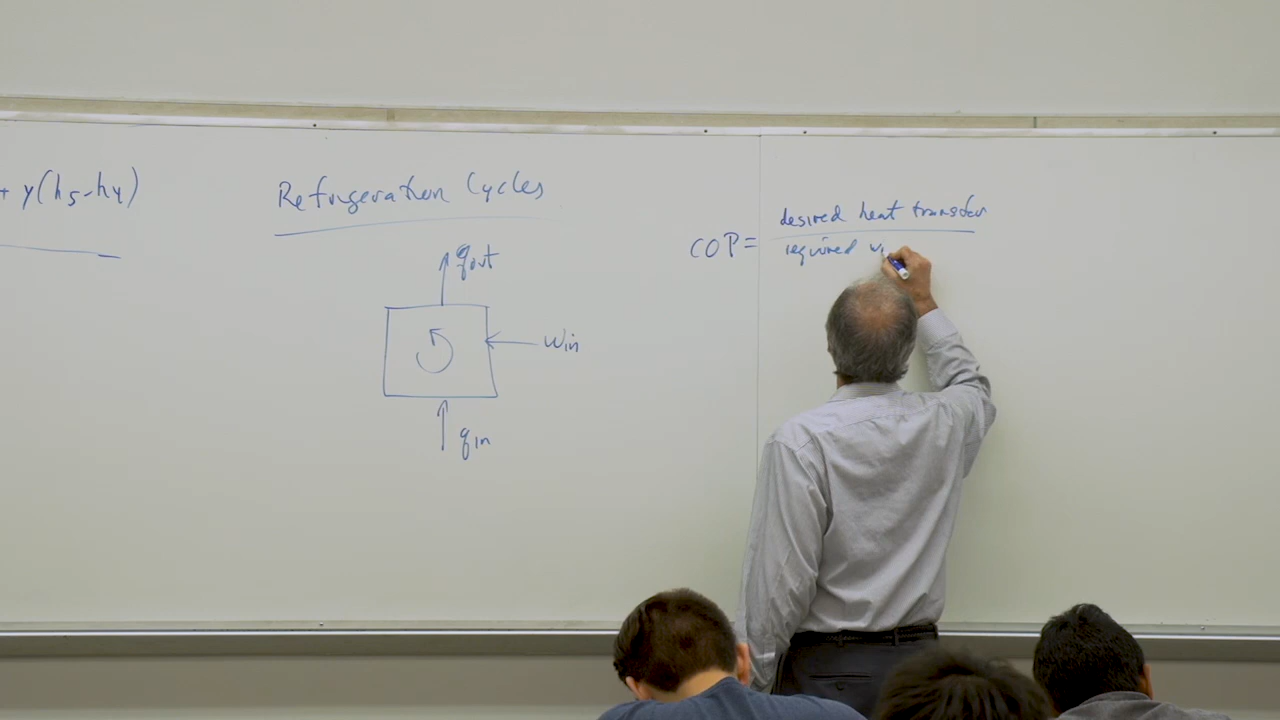 + y(h5-h4)
Refrigeration Cycles
qout
win
qin
desired heat transfer
COP=
required w